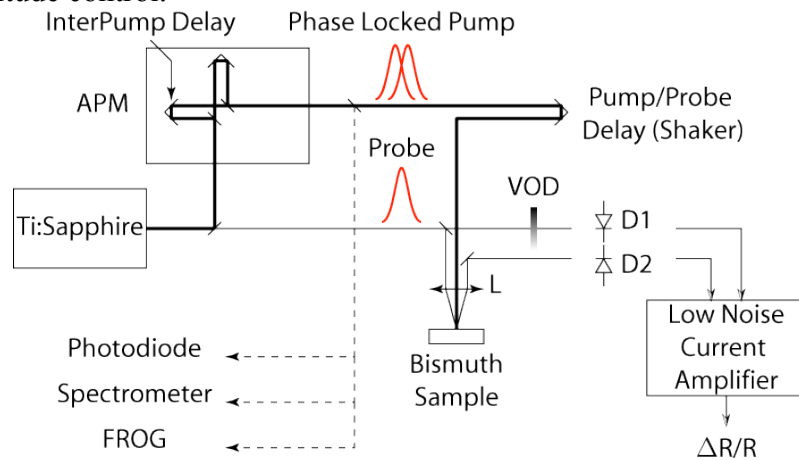 InterPump Delay
Phase Locked Pump
APM
Pump/Probe
Delay (Shaker)
Probe
VOD
Ti:Sapphire
D1
D2
L
Low Noise
Current
Amplifier
Photodiode
Bismuth
Sample
Spectrometer
FROG
ΔR/R